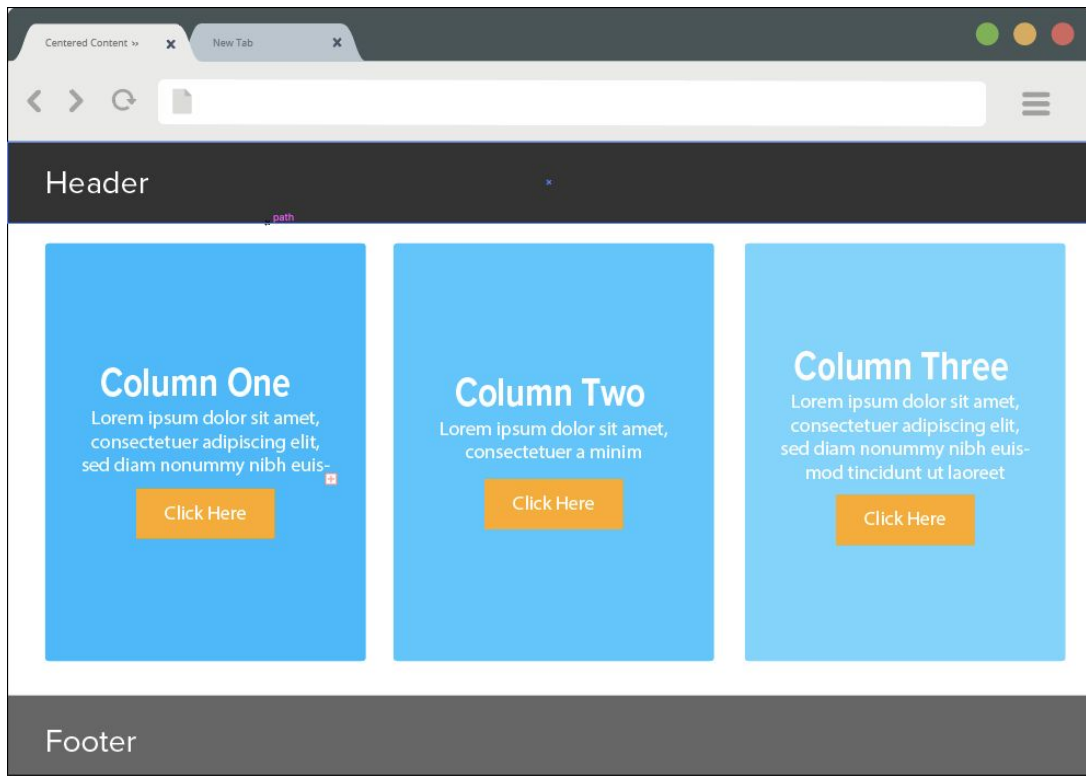 Centered Content »
New Tab
Header
path
Column One
Lorem ipsum dolor sit amet,
consectetuer adipiscing elit,
sed diam nonummy nibh euis-
Click Here
Column Two
Lorem ipsum dolor sit amet,
consectetuer a minim
Click Here
Column Three
Lorem ipsum dolor sit amet,
consectetuer adipiscing elit,
sed diam nonummy nibh euis-
mod tincidunt ut laoreet
Click Here
Footer